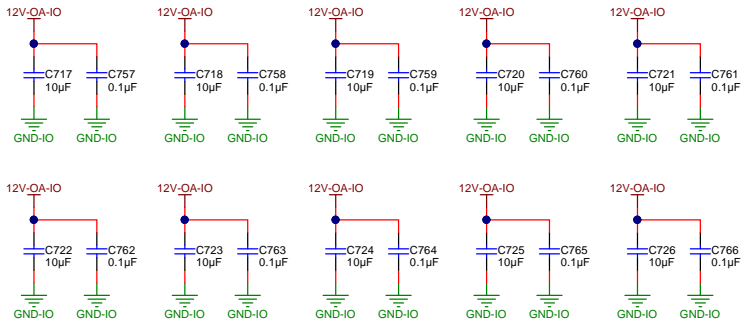 12V-OA-IO 12V-OA-IO 12V-OA-IO 12V-OA-IO 12V-OA-IO
C717 C757 C718 C758 C719 C759 C720 C760 C721 C761
10µF 0.1µF 10µF 0.1µF 10µF 0.1µF 10µF 0.1µF 10µF 0.1µF
GND-IO GND-IO GND-IO GND-IO GND-IO GND-IO GND-IO GND-IO GND-IO GND-IO
12V-OA-IO 12V-OA-IO 12V-OA-IO 12V-OA-IO 12V-OA-IO
C722 C762 C723 C763 C724 C764 C725 C765 C726 C766
10µF 0.1µF 10µF 0.1µF 10µF 0.1µF 10µF 0.1µF 10µF 0.1µF
GND-IO GND-IO GND-IO GND-IO GND-IO GND-IO GND-IO GND-IO GND-IO GND-IO